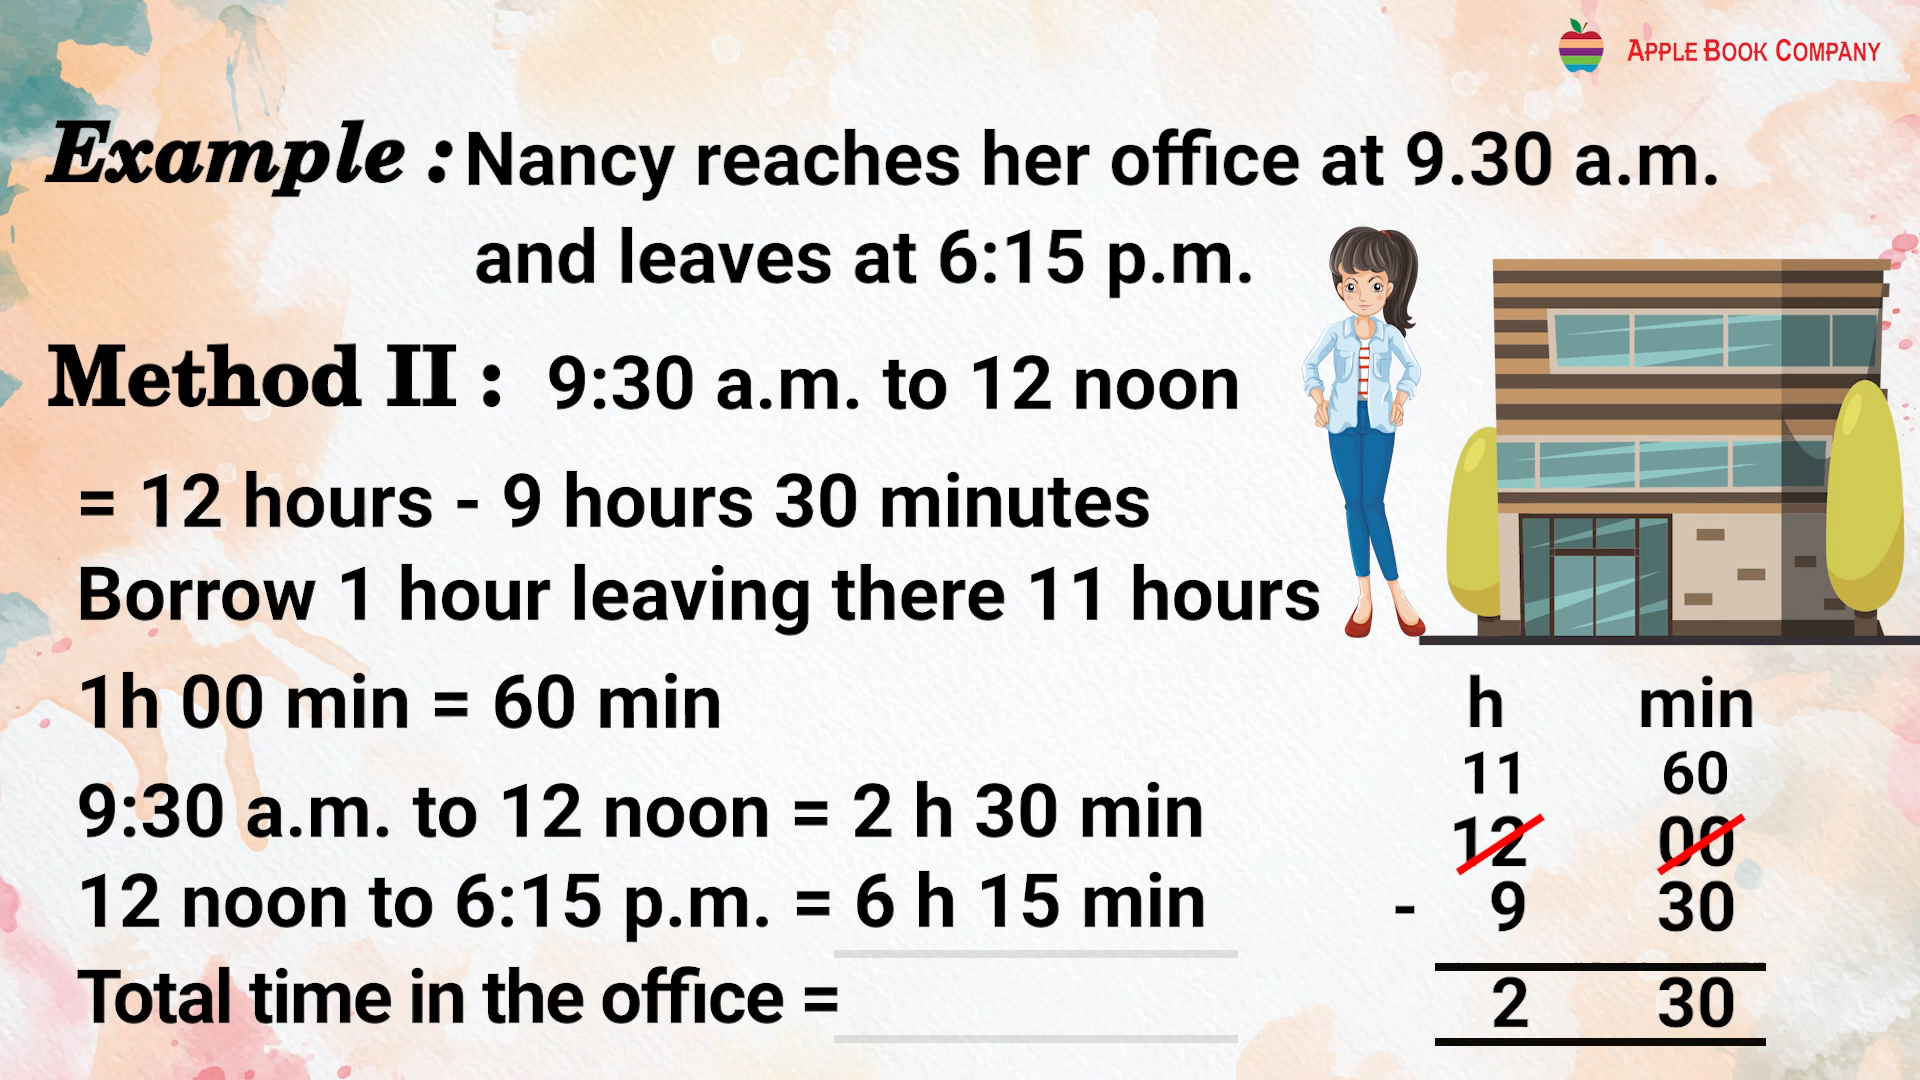 APPLE BOOK COMPANY
Example : Nancy reaches her office at 9.30 a.m.
and leaves at 6:15 p.m.
Method II : 9:30 a.m. to 12 noon
= 12 hours - 9 hours 30 minutes
Borrow 1 hour leaving there 11 hours
1h 00 min = 60 min
9:30 a.m. to 12 noon = 2 h 30 min
12 noon to 6:15 p.m. = 6 h 15 min
Total time in the office =
h min
11 60
12 00
- 9 30
2 30